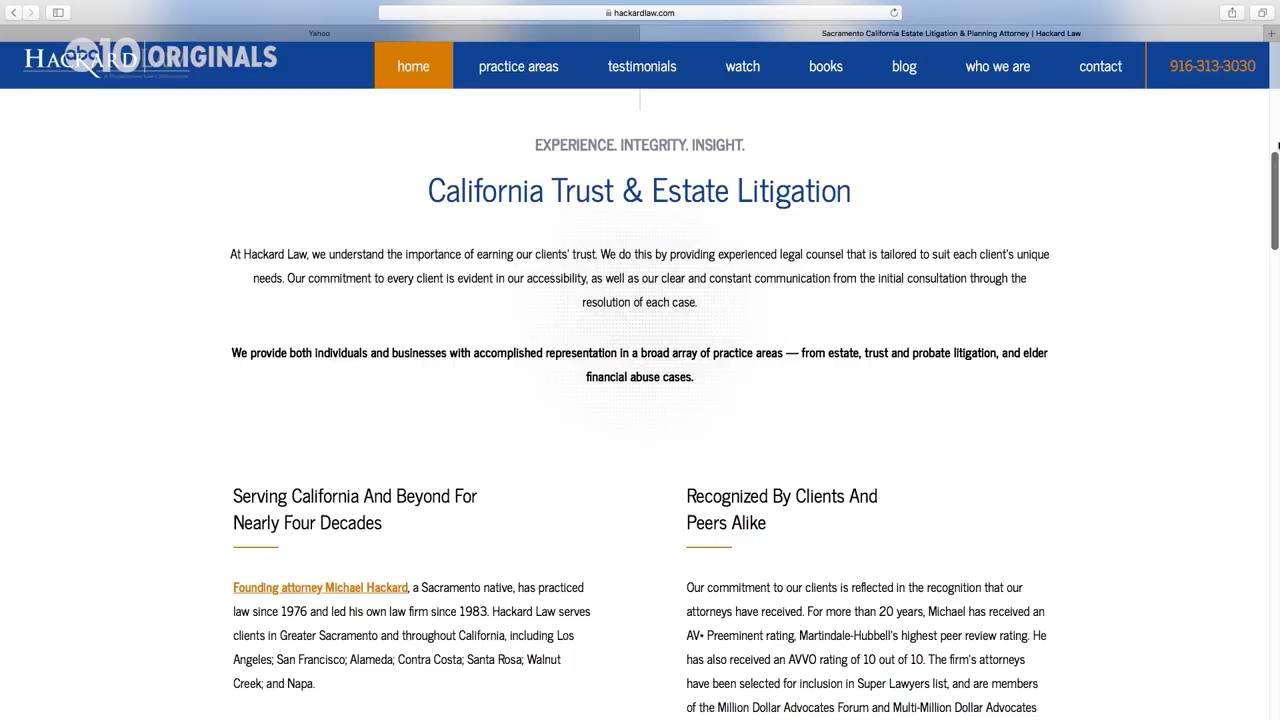 hackardlaw.com
Yahoo
Sacramento California Estate Litigation & Planning Attorney | Hackard Law
HACKARD
abc10 ORIGINALS
home
practice areas
testimonials
watch
books
blog
who we are
contact
916-313-3030
EXPERIENCE. INTEGRITY. INSIGHT.
California Trust & Estate Litigation
At Hackard Law, we understand the importance of earning our clients' trust. We do this by providing experienced legal counsel that is tailored to suit each client's unique
needs. Our commitment to every client is evident in our accessibility, as well as our clear and constant communication from the initial consultation through the
resolution of each case.
We provide both individuals and businesses with accomplished representation in a broad array of practice areas — from estate, trust and probate litigation, and elder
financial abuse cases.
Serving California And Beyond For
Nearly Four Decades
Founding attorney Michael Hackard, a Sacramento native, has practiced
law since 1976 and led his own law firm since 1983. Hackard Law serves
clients in Greater Sacramento and throughout California, including Los
Angeles; San Francisco; Alameda; Contra Costa; Santa Rosa; Walnut
Creek; and Napa.
Recognized By Clients And
Peers Alike
Our commitment to our clients is reflected in the recognition that our
attorneys have received. For more than 20 years, Michael has received an
AV* Preeminent rating, Martindale-Hubbell's highest peer review rating. He
has also received an AVVO rating of 10 out of 10. The firm's attorneys
have been selected for inclusion in Super Lawyers list, and are members
of the Million Dollar Advocates Forum and Multi-Million Dollar Advocates